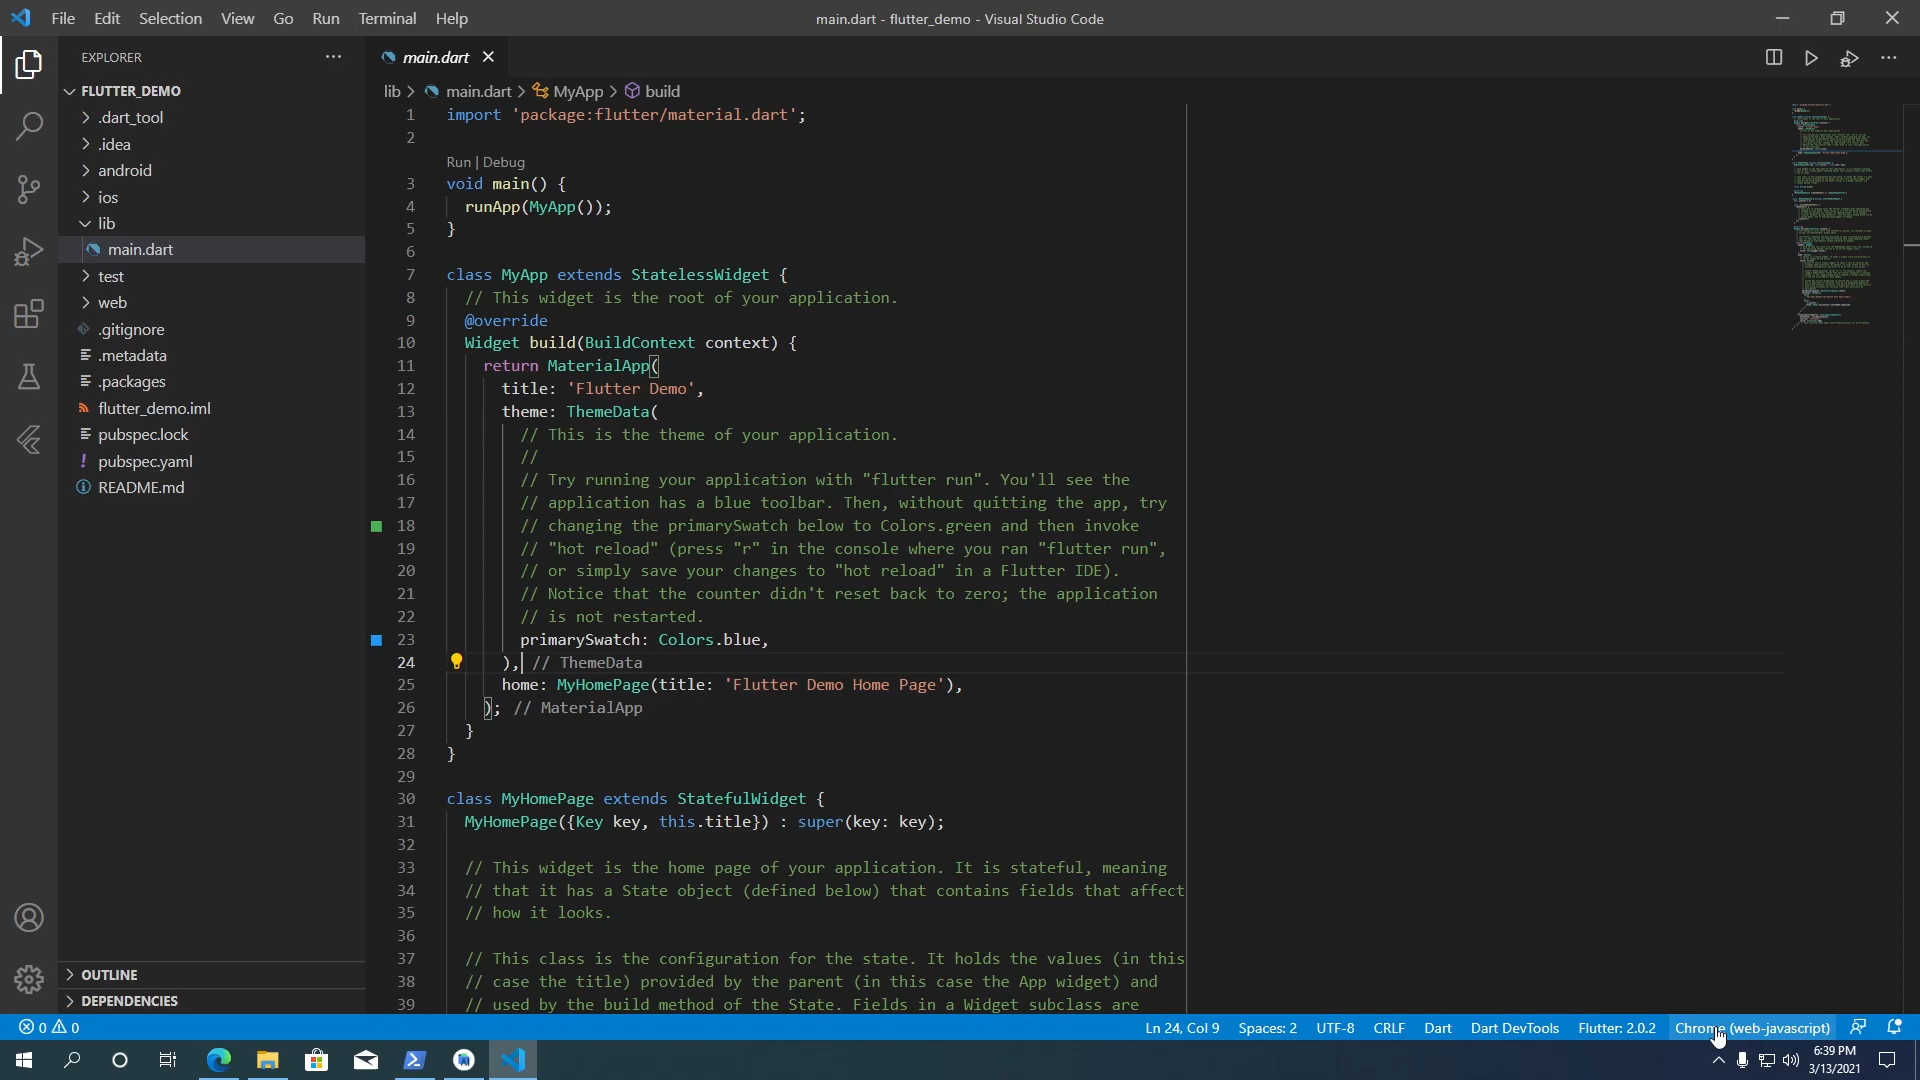 File Edit Selection View Go Run Terminal Help
main.dart - flutter_demo - Visual Studio Code
EXPLORER
FLUTTER_DEMO
.dart_tool
.idea
android
ios
lib
main.dart
test
web
.gitignore
.metadata
.packages
flutter_demo.iml
pubspec.lock
pubspec.yaml
README.md
OUTLINE
DEPENDENCIES
main.dart
lib > main.dart > MyApp > build
1 import 'package:flutter/material.dart';
2
Run | Debug
3 void main() {
4 runApp(MyApp());
5 }
6
7 class MyApp extends StatelessWidget {
8 // This widget is the root of your application.
9 @override
10 Widget build(BuildContext context) {
11 return MaterialApp(
12 title: 'Flutter Demo',
13 theme: ThemeData(
14 // This is the theme of your application.
15 //
16 // Try running your application with "flutter run". You'll see the
17 // application has a blue toolbar. Then, without quitting the app, try
18 // changing the primarySwatch below to Colors.green and then invoke
19 // "hot reload" (press "r" in the console where you ran "flutter run",
20 // or simply save your changes to "hot reload" in a Flutter IDE).
21 // Notice that the counter didn't reset back to zero; the application
22 // is not restarted.
23 primarySwatch: Colors.blue,
24 ), // ThemeData
25 home: MyHomePage(title: 'Flutter Demo Home Page'),
26 ); // MaterialApp
27 }
28 }
29
30 class MyHomePage extends StatefulWidget {
31 MyHomePage({Key key, this.title}) : super(key: key);
32
33 // This widget is the home page of your application. It is stateful, meaning
34 // that it has a State object (defined below) that contains fields that affect
35 // how it looks.
36
37 // This class is the configuration for the state. It holds the values (in this
38 // case the title) provided by the parent (in this case the App widget) and
39 // used by the build method of the State. Fields in a Widget subclass are
0 0
Ln 24, Col 9 Spaces: 2 UTF-8 CRLF Dart Dart DevTools Flutter: 2.0.2 Chrome (web-javascript)
6:39 PM
3/13/2021